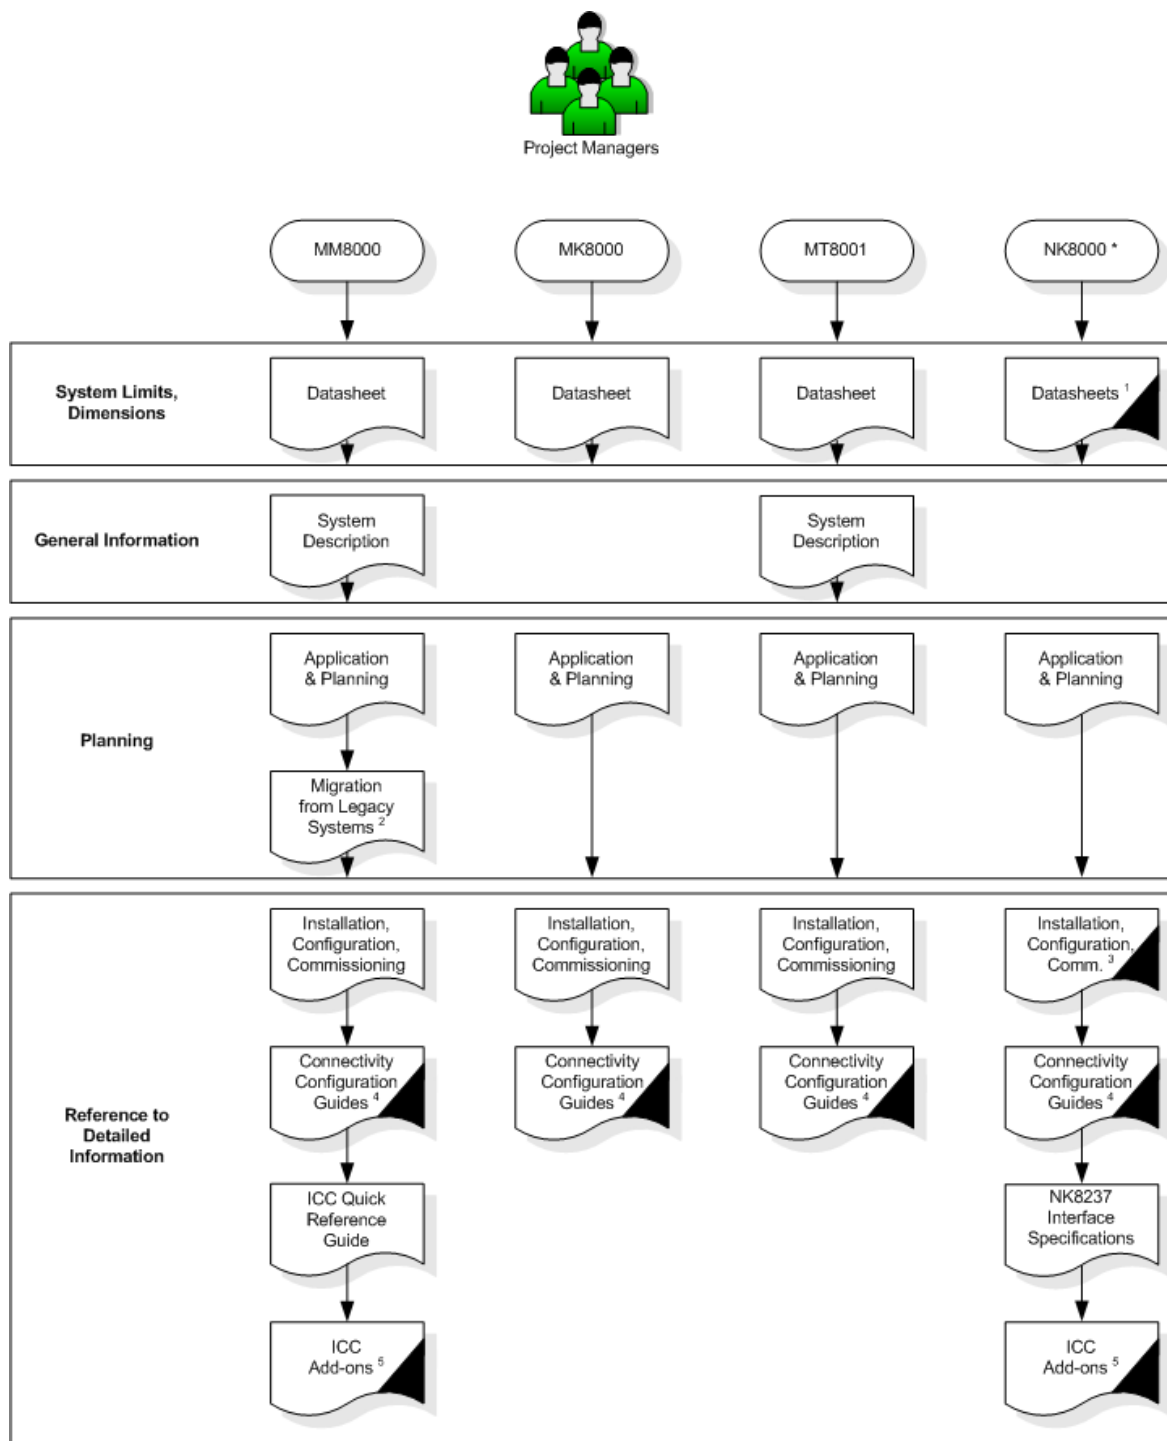 Project Managers
MM8000
MK8000
MT8001
NK8000 *
System Limits,
Dimensions
Datasheet
Datasheet
Datasheet
Datasheets ¹
General Information
System
Description
System
Description
Planning
Application
& Planning
Application
& Planning
Application
& Planning
Application
& Planning
Migration
from Legacy
Systems ²
Reference to
Detailed
Information
Installation,
Configuration,
Commissioning
Installation,
Configuration,
Commissioning
Installation,
Configuration,
Commissioning
Installation,
Configuration,
Comm. ³
Connectivity
Configuration
Guides ⁴
Connectivity
Configuration
Guides ⁴
Connectivity
Configuration
Guides ⁴
Connectivity
Configuration
Guides ⁴
ICC Quick
Reference
Guide
NK8237
Interface
Specifications
ICC
Add-ons ⁵
ICC
Add-ons ⁵